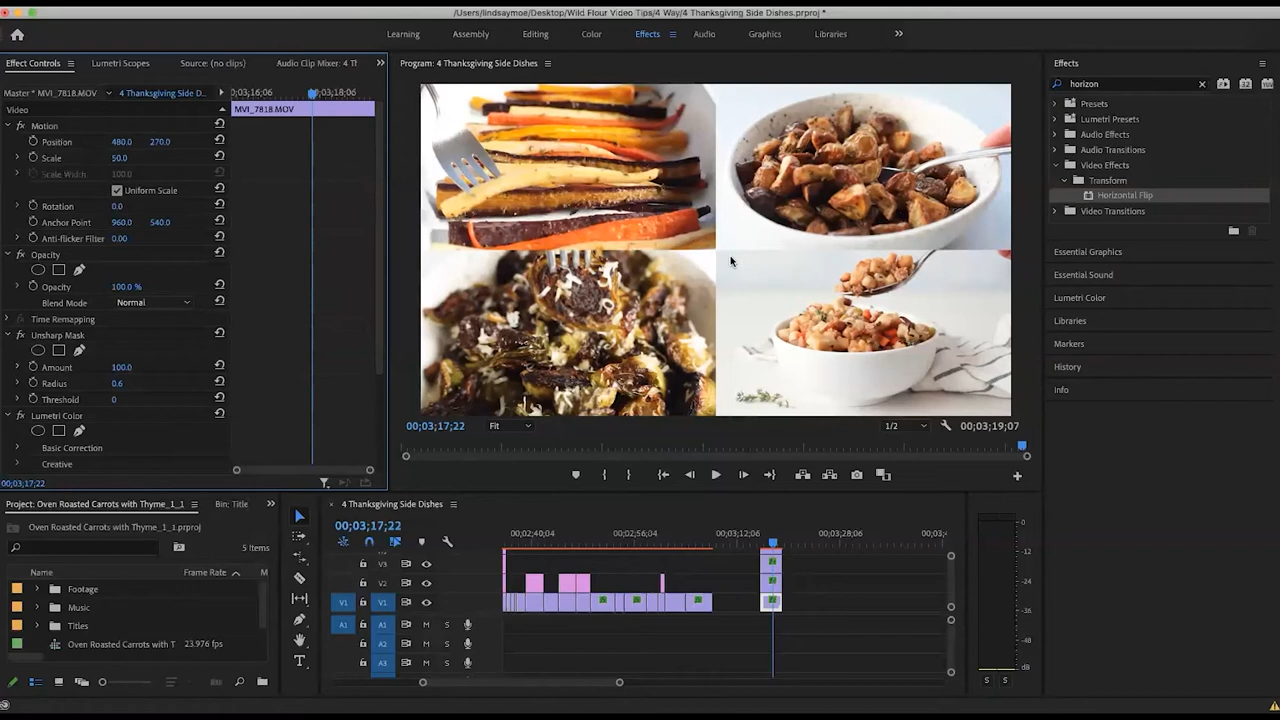 /Users/lindsaymoe/Desktop/Wild Flour Video Tips/4 Way/4 Thanksgiving Side Dishes.prproj *
Learning Assembly Editing Color Effects Audio Graphics Libraries
Effect Controls Lumetri Scopes Source: (no clips) Audio Clip Mixer: 4 Tl
Program: 4 Thanksgiving Side Dishes
Effects
Master * MVI_7818.MOV 4 Thanksgiving Side D...
03;16;06 03;18;06
horizon
Video
MVI_7818.MOV
Presets
Motion
Lumetri Presets
Position 480.0 270.0
Audio Effects
Scale 50.0
Audio Transitions
Scale Width 100.0
Video Effects
Uniform Scale
Transform
Rotation 0.0
Horizontal Flip
Anchor Point 960.0 540.0
Video Transitions
Anti-flicker Filter 0.00
Opacity
Essential Graphics
Opacity 100.0 %
Essential Sound
Blend Mode Normal
Lumetri Color
Time Remapping
Libraries
Unsharp Mask
Markers
Amount 100.0
History
Radius 0.6
Info
Threshold 0
Lumetri Color
00;03;17;22 Fit 1/2 00;03;19;07
Basic Correction
Creative
00;03;17;22
Project: Oven Roasted Carrots with Thyme_1_1 Bin: Title
× 4 Thanksgiving Side Dishes
Oven Roasted Carrots with Thyme_1_1.prproj
00;03;17;22
00;02;40;04 00;02;56;04 00;03;12;06 00;03;28;06
5 Items
Name Frame Rate M
V3
Footage
V2
Music
V1 V1
Titles
A1 A1 M S
Oven Roasted Carrots with T 23.976 fps
A2 M S
A3 M S
0
-12
-24
-36
-48
dB
S S